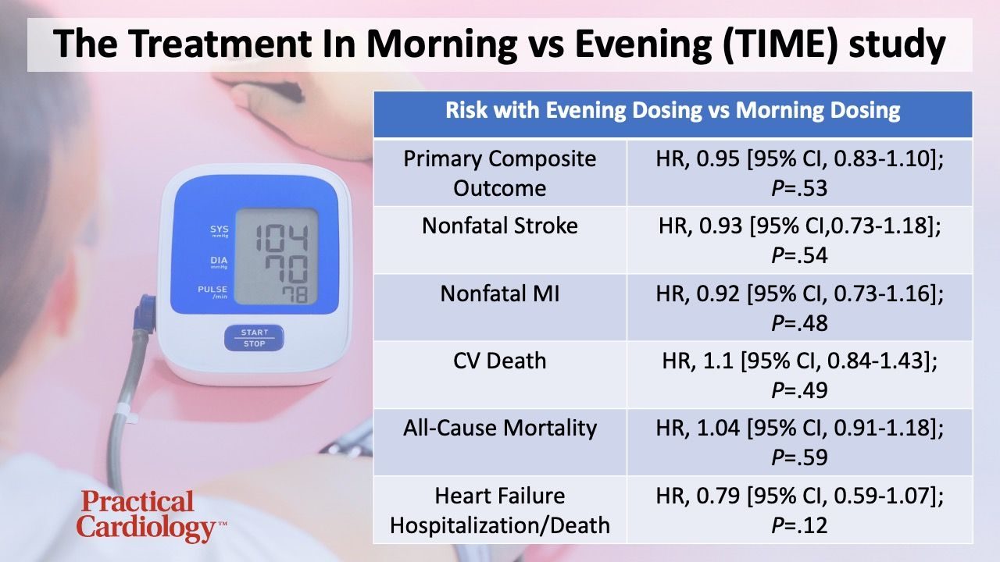 The Treatment In Morning vs Evening (TIME) study
Risk with Evening Dosing vs Morning Dosing
Primary Composite
Outcome
HR, 0.95 [95% CI, 0.83-1.10];
P=.53
Nonfatal Stroke
HR, 0.93 [95% CI,0.73-1.18];
P=.54
Nonfatal MI
HR, 0.92 [95% CI, 0.73-1.16];
P=.48
CV Death
HR, 1.1 [95% CI, 0.84-1.43];
P=.49
All-Cause Mortality
HR, 1.04 [95% CI, 0.91-1.18];
P=.59
Heart Failure
Hospitalization/Death
HR, 0.79 [95% CI, 0.59-1.07];
P=.12
SYS
mmHg
104
DIA
mmHg
70
PULSE
/min
78
START
STOP
Practical
Cardiology™